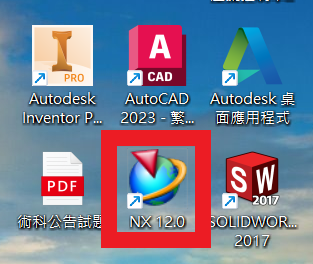 PRO
CAD
Autodesk
Inventor P...
AutoCAD
2023 - 繁...
Autodesk 桌
面應用程式
PDF
SW
2017
術科公告試題
NX 12.0
SOLIDWOR...
2017